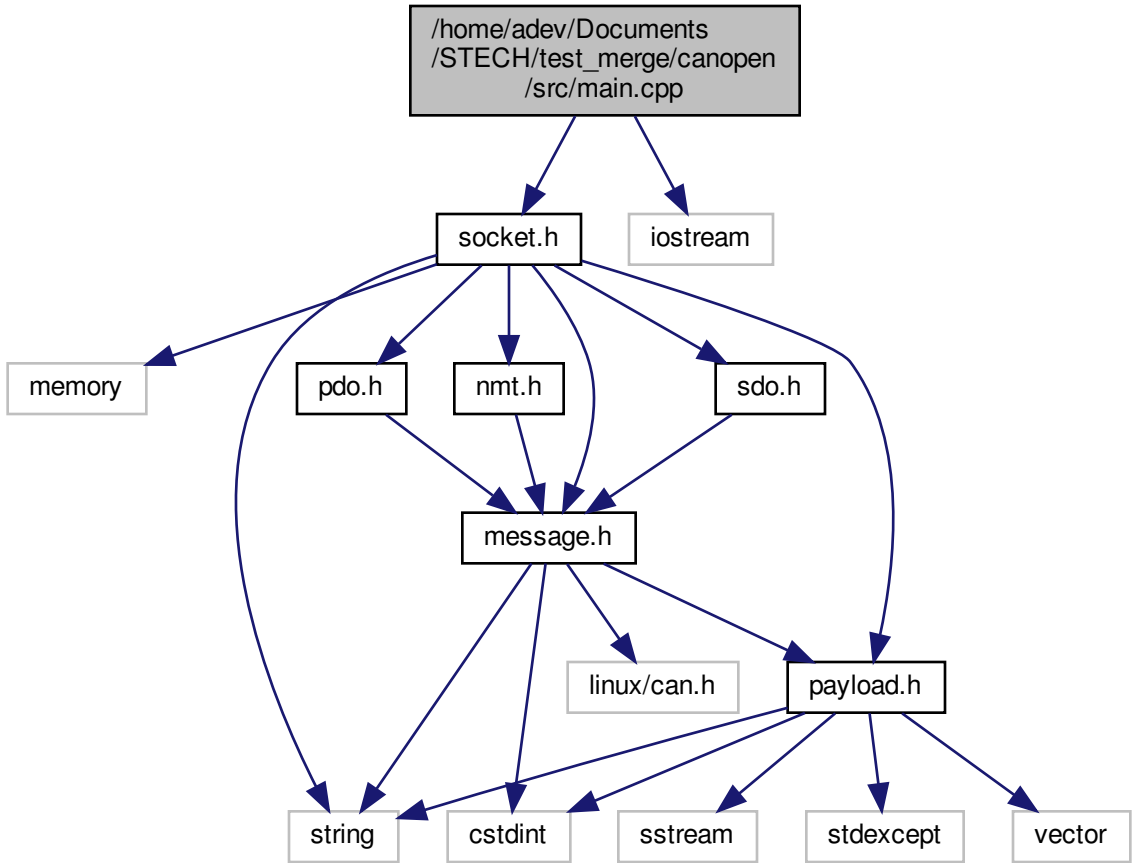 /home/adev/Documents
/STECH/test_merge/canopen
/src/main.cpp
socket.h
iostream
memory
pdo.h
nmt.h
sdo.h
message.h
linux/can.h
payload.h
string
cstdint
sstream
stdexcept
vector